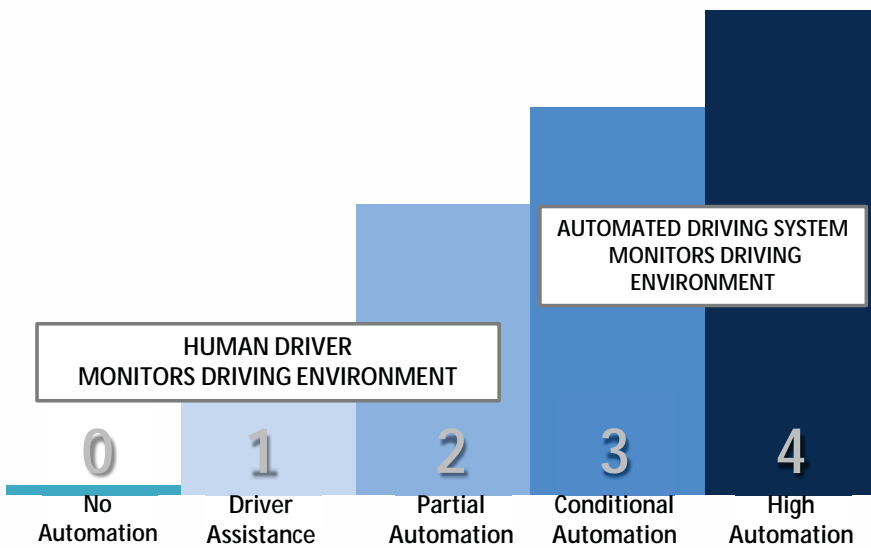 AUTOMATED DRIVING SYSTEM
MONITORS DRIVING
ENVIRONMENT
HUMAN DRIVER
MONITORS DRIVING ENVIRONMENT
0
1
2
3
4
No
Automation
Driver
Assistance
Partial
Automation
Conditional
Automation
High
Automation